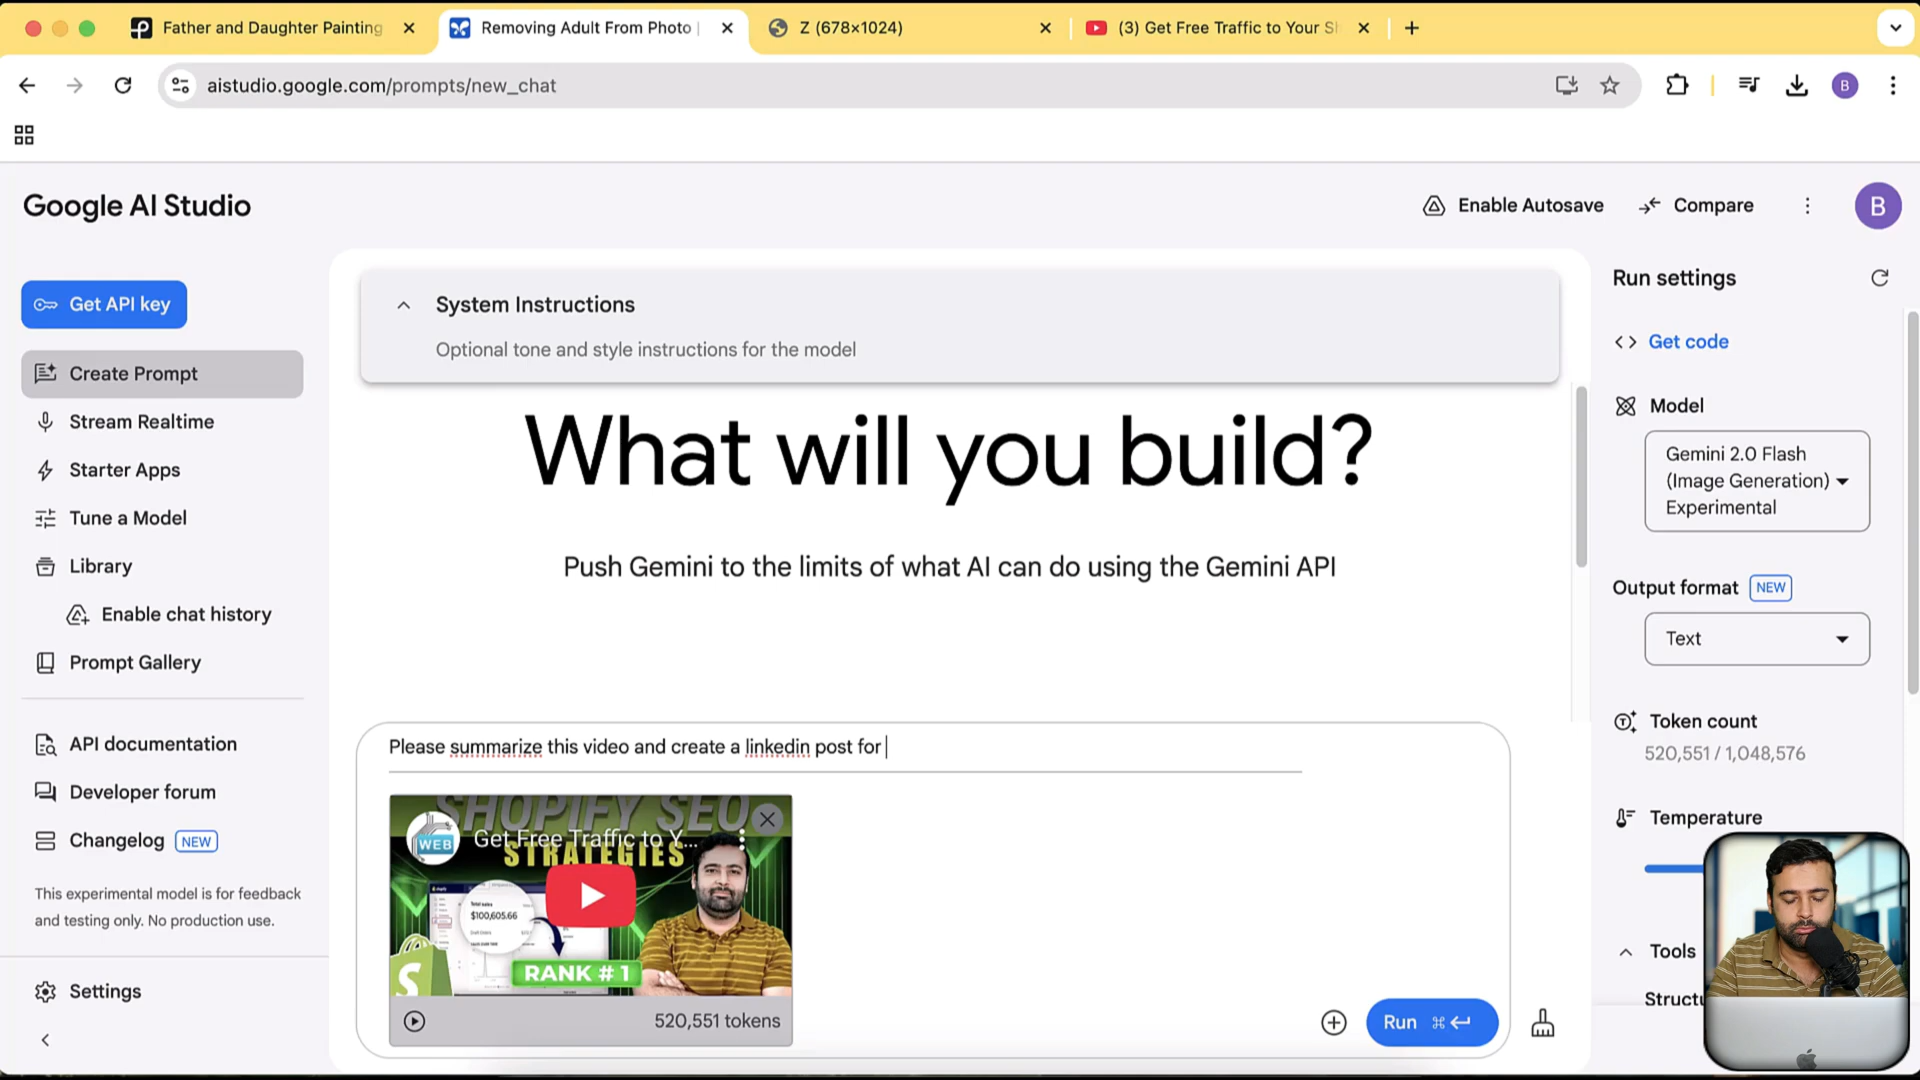 Father and Daughter Painting
Removing Adult From Photo |
Z (678×1024)
(3) Get Free Traffic to Your Sh
aistudio.google.com/prompts/new_chat
B
Google AI Studio
Enable Autosave
Compare
B
Get API key
Create Prompt
Stream Realtime
Starter Apps
Tune a Model
Library
Enable chat history
Prompt Gallery
API documentation
Developer forum
Changelog NEW
This experimental model is for feedback
and testing only. No production use.
Settings
System Instructions
Optional tone and style instructions for the model
What will you build?
Push Gemini to the limits of what AI can do using the Gemini API
Please summarize this video and create a linkedin post for
SHOPIFY SEO
WEB
Get Free Traffic to Y...
STRATEGIES
Total sales
$100,605.66
RANK # 1
S
520,551 tokens
Run ⌘
Run settings
Get code
Model
Gemini 2.0 Flash
(Image Generation)
Experimental
Output format NEW
Text
Token count
520,551 / 1,048,576
Temperature
Tools
Structu